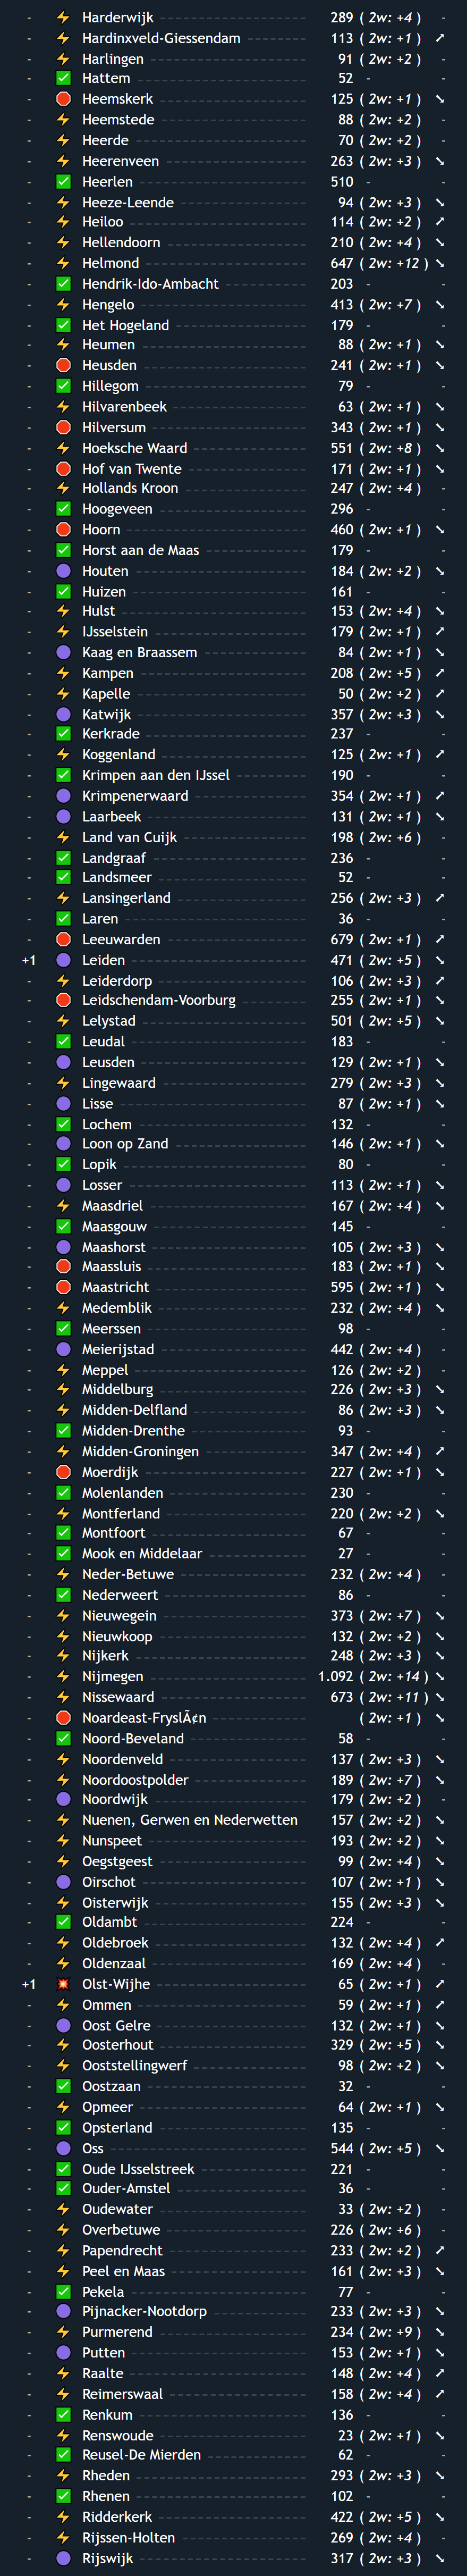 - Harderwijk 289 ( 2w: +4 ) -
- Hardinxveld-Giessendam 113 ( 2w: +1 ) ↗
- Harlingen 91 ( 2w: +2 ) -
- Hattem 52 - -
- Heemskerk 125 ( 2w: +1 ) ↘
- Heemstede 88 ( 2w: +2 ) -
- Heerde 70 ( 2w: +2 ) -
- Heerenveen 263 ( 2w: +3 ) ↘
- Heerlen 510 - -
- Heeze-Leende 94 ( 2w: +3 ) ↘
- Heiloo 114 ( 2w: +2 ) ↗
- Hellendoorn 210 ( 2w: +4 ) ↘
- Helmond 647 ( 2w: +12 ) ↘
- Hendrik-Ido-Ambacht 203 - -
- Hengelo 413 ( 2w: +7 ) ↘
- Het Hogeland 179 - -
- Heumen 88 ( 2w: +1 ) ↘
- Heusden 241 ( 2w: +1 ) ↘
- Hillegom 79 - -
- Hilvarenbeek 63 ( 2w: +1 ) ↘
- Hilversum 343 ( 2w: +1 ) ↘
- Hoeksche Waard 551 ( 2w: +8 ) ↘
- Hof van Twente 171 ( 2w: +1 ) ↘
- Hollands Kroon 247 ( 2w: +4 ) -
- Hoogeveen 296 - -
- Hoorn 460 ( 2w: +1 ) ↘
- Horst aan de Maas 179 - -
- Houten 184 ( 2w: +2 ) ↘
- Huizen 161 - -
- Hulst 153 ( 2w: +4 ) ↘
- IJsselstein 179 ( 2w: +1 ) ↗
- Kaag en Braassem 84 ( 2w: +1 ) ↘
- Kampen 208 ( 2w: +5 ) ↗
- Kapelle 50 ( 2w: +2 ) ↗
- Katwijk 357 ( 2w: +3 ) ↘
- Kerkrade 237 - -
- Koggenland 125 ( 2w: +1 ) ↗
- Krimpen aan den IJssel 190 - -
- Krimpenerwaard 354 ( 2w: +1 ) ↗
- Laarbeek 131 ( 2w: +1 ) ↘
- Land van Cuijk 198 ( 2w: +6 ) -
- Landgraaf 236 - -
- Landsmeer 52 - -
- Lansingerland 256 ( 2w: +3 ) ↗
- Laren 36 - -
- Leeuwarden 679 ( 2w: +1 ) ↗
+1 Leiden 471 ( 2w: +5 ) ↘
- Leiderdorp 106 ( 2w: +3 ) ↗
- Leidschendam-Voorburg 255 ( 2w: +1 ) ↘
- Lelystad 501 ( 2w: +5 ) ↘
- Leudal 183 - -
- Leusden 129 ( 2w: +1 ) ↘
- Lingewaard 279 ( 2w: +3 ) ↘
- Lisse 87 ( 2w: +1 ) ↘
- Lochem 132 - -
- Loon op Zand 146 ( 2w: +1 ) ↘
- Lopik 80 - -
- Losser 113 ( 2w: +1 ) ↘
- Maasdriel 167 ( 2w: +4 ) ↘
- Maasgouw 145 - -
- Maashorst 105 ( 2w: +3 ) ↘
- Maassluis 183 ( 2w: +1 ) ↘
- Maastricht 595 ( 2w: +1 ) ↘
- Medemblik 232 ( 2w: +4 ) ↘
- Meerssen 98 - -
- Meierijstad 442 ( 2w: +4 ) -
- Meppel 126 ( 2w: +2 ) -
- Middelburg 226 ( 2w: +3 ) ↘
- Midden-Delfland 86 ( 2w: +3 ) ↘
- Midden-Drenthe 93 - -
- Midden-Groningen 347 ( 2w: +4 ) ↗
- Moerdijk 227 ( 2w: +1 ) ↘
- Molenlanden 230 - -
- Montferland 220 ( 2w: +2 ) ↘
- Montfoort 67 - -
- Mook en Middelaar 27 - -
- Neder-Betuwe 232 ( 2w: +4 ) -
- Nederweert 86 - -
- Nieuwegein 373 ( 2w: +7 ) ↘
- Nieuwkoop 132 ( 2w: +2 ) ↘
- Nijkerk 248 ( 2w: +3 ) ↘
- Nijmegen 1.092 ( 2w: +14 ) ↘
- Nissewaard 673 ( 2w: +11 ) ↘
- Noardeast-FryslÃ¢n ( 2w: +1 ) ↘
- Noord-Beveland 58 - -
- Noordenveld 137 ( 2w: +3 ) ↘
- Noordoostpolder 189 ( 2w: +7 ) ↘
- Noordwijk 179 ( 2w: +2 ) -
- Nuenen, Gerwen en Nederwetten 157 ( 2w: +2 ) ↘
- Nunspeet 193 ( 2w: +2 ) ↘
- Oegstgeest 99 ( 2w: +4 ) ↘
- Oirschot 107 ( 2w: +1 ) ↘
- Oisterwijk 155 ( 2w: +3 ) ↘
- Oldambt 224 - -
- Oldebroek 132 ( 2w: +4 ) ↗
- Oldenzaal 169 ( 2w: +4 ) -
+1 Olst-Wijhe 65 ( 2w: +1 ) ↗
- Ommen 59 ( 2w: +1 ) ↗
- Oost Gelre 132 ( 2w: +1 ) ↘
- Oosterhout 329 ( 2w: +5 ) ↘
- Ooststellingwerf 98 ( 2w: +2 ) ↘
- Oostzaan 32 - -
- Opmeer 64 ( 2w: +1 ) ↘
- Opsterland 135 - -
- Oss 544 ( 2w: +5 ) ↘
- Oude IJsselstreek 221 - -
- Ouder-Amstel 36 - -
- Oudewater 33 ( 2w: +2 ) -
- Overbetuwe 226 ( 2w: +6 ) -
- Papendrecht 233 ( 2w: +2 ) ↗
- Peel en Maas 161 ( 2w: +3 ) ↘
- Pekela 77 - -
- Pijnacker-Nootdorp 233 ( 2w: +3 ) ↘
- Purmerend 234 ( 2w: +9 ) ↘
- Putten 153 ( 2w: +1 ) ↘
- Raalte 148 ( 2w: +4 ) ↗
- Reimerswaal 158 ( 2w: +4 ) ↗
- Renkum 136 - -
- Renswoude 23 ( 2w: +1 ) ↘
- Reusel-De Mierden 62 - -
- Rheden 293 ( 2w: +3 ) ↘
- Rhenen 102 - -
- Ridderkerk 422 ( 2w: +5 ) ↘
- Rijssen-Holten 269 ( 2w: +4 ) -
- Rijswijk 317 ( 2w: +3 ) ↘